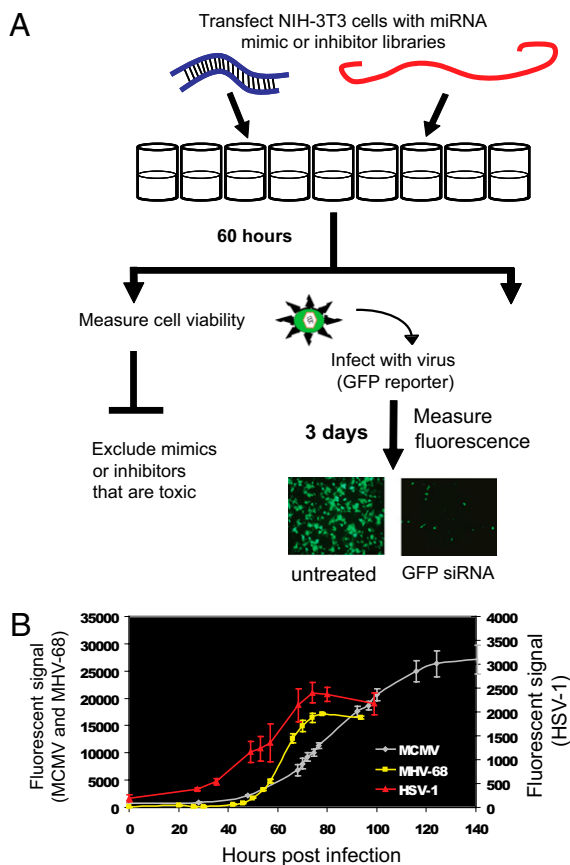 A
Transfect NIH-3T3 cells with miRNA
mimic or inhibitor libraries
60 hours
Measure cell viability
Infect with virus
(GFP reporter)
Exclude mimics
or inhibitors
that are toxic
3 days
Measure
fluorescence
untreated
GFP siRNA
B
Fluorescent signal
(MCMV and MHV-68)
35000
30000
25000
20000
15000
10000
5000
0
4000
3500
3000
2500
2000
1500
1000
500
0
Fluorescent signal
(HSV-1)
MCMV
MHV-68
HSV-1
0 20 40 60 80 100 120 140
Hours post infection